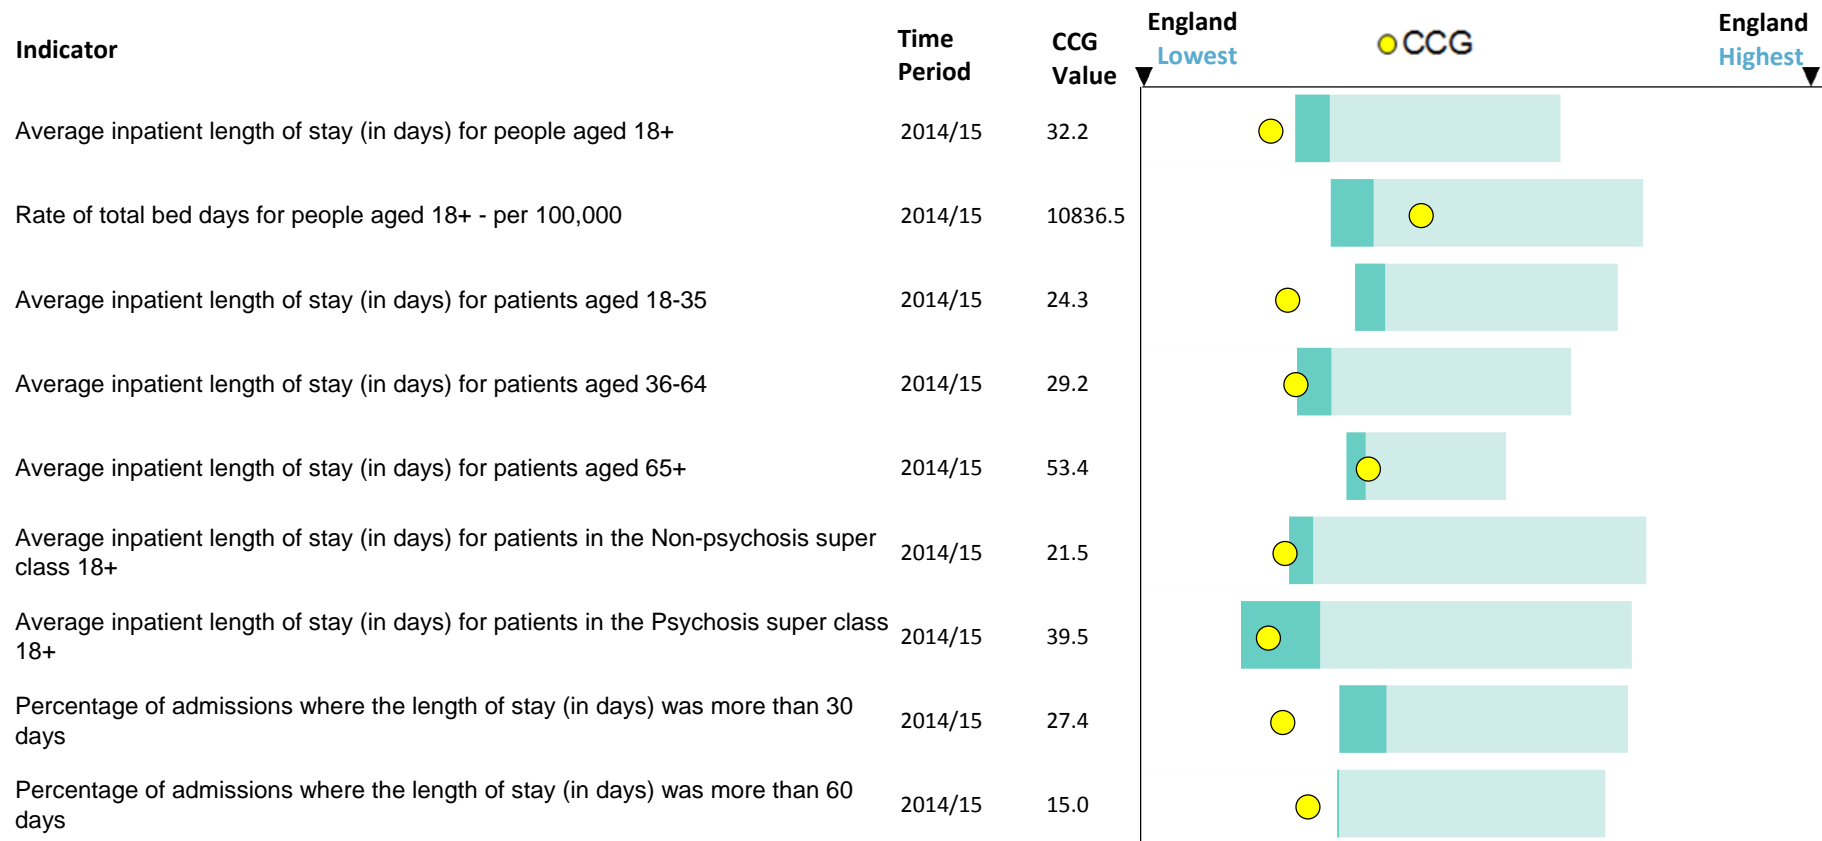 Indicator
Time Period
CCG Value
England Lowest
CCG
England Highest
Average inpatient length of stay (in days) for people aged 18+ 2014/15 32.2
Rate of total bed days for people aged 18+ - per 100,000 2014/15 10836.5
Average inpatient length of stay (in days) for patients aged 18-35 2014/15 24.3
Average inpatient length of stay (in days) for patients aged 36-64 2014/15 29.2
Average inpatient length of stay (in days) for patients aged 65+ 2014/15 53.4
Average inpatient length of stay (in days) for patients in the Non-psychosis super
class 18+
2014/15 21.5
Average inpatient length of stay (in days) for patients in the Psychosis super class
18+
2014/15 39.5
Percentage of admissions where the length of stay (in days) was more than 30
days
2014/15 27.4
Percentage of admissions where the length of stay (in days) was more than 60
days
2014/15 15.0